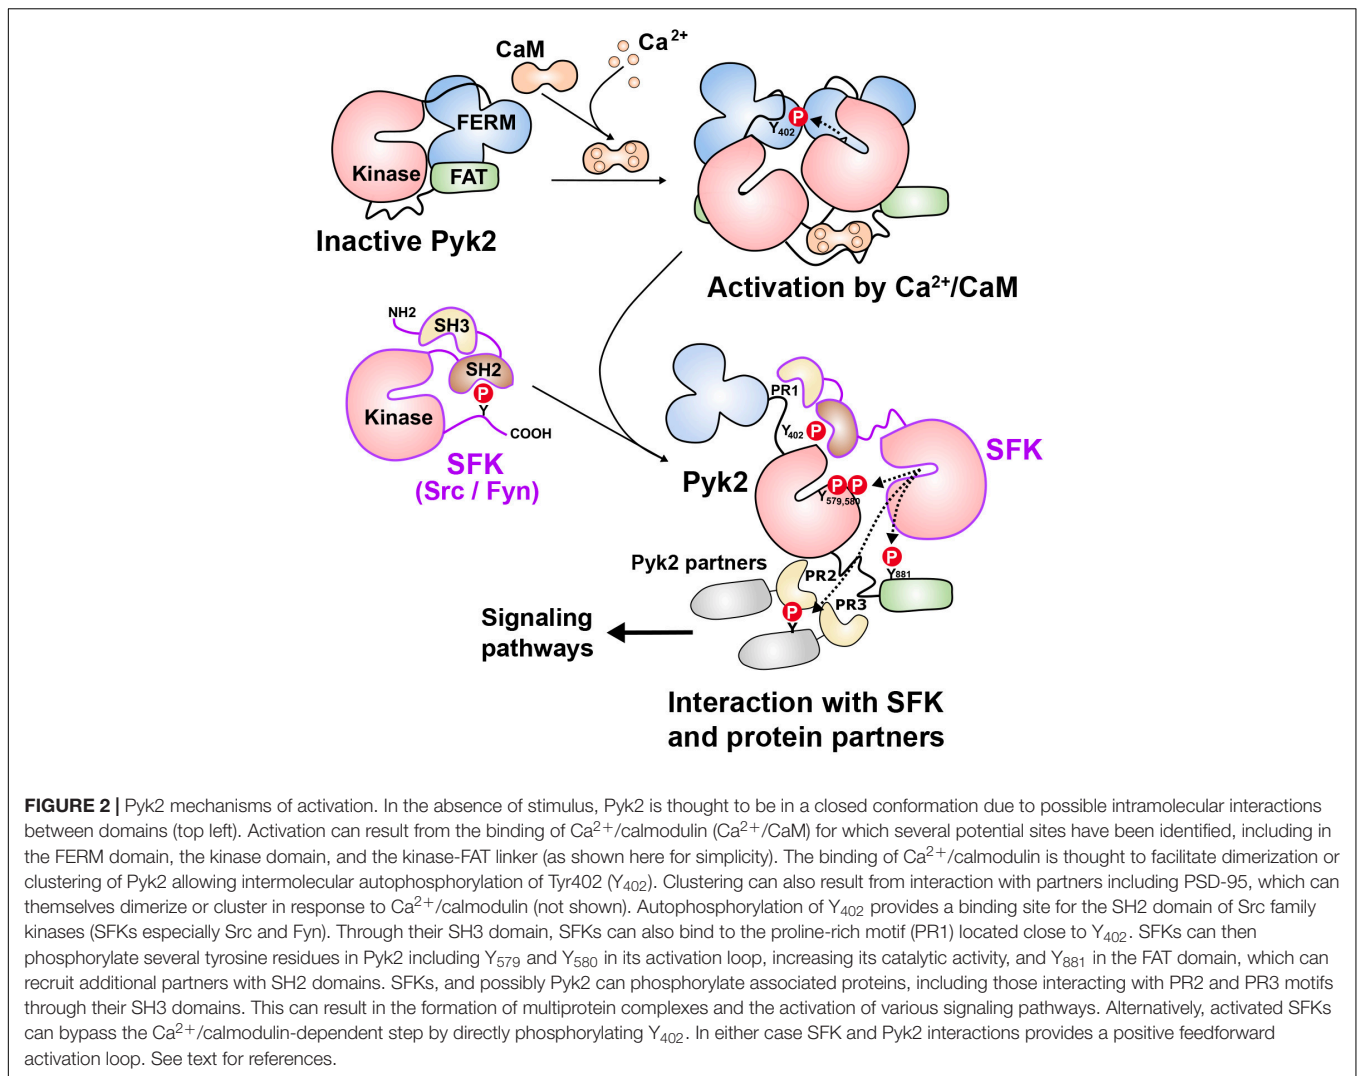 CaM
Ca2+
FERM
Kinase
FAT
Inactive Pyk2
P
Y402
Activation by Ca2+/CaM
NH2
SH3
SH2
P
Y
Kinase
COOH
SFK
(Src / Fyn)
PR1
Y402
P
SFK
Pyk2
P P
Y579,580
P
Y881
Pyk2 partners
PR2
PR3
P
Y
Signaling
pathways
Interaction with SFK
and protein partners
FIGURE 2 | Pyk2 mechanisms of activation. In the absence of stimulus, Pyk2 is thought to be in a closed conformation due to possible intramolecular interactions
between domains (top left). Activation can result from the binding of Ca2+/calmodulin (Ca2+/CaM) for which several potential sites have been identified, including in
the FERM domain, the kinase domain, and the kinase-FAT linker (as shown here for simplicity). The binding of Ca2+/calmodulin is thought to facilitate dimerization or
clustering of Pyk2 allowing intermolecular autophosphorylation of Tyr402 (Y402). Clustering can also result from interaction with partners including PSD-95, which can
themselves dimerize or cluster in response to Ca2+/calmodulin (not shown). Autophosphorylation of Y402 provides a binding site for the SH2 domain of Src family
kinases (SFKs especially Src and Fyn). Through their SH3 domain, SFKs can also bind to the proline-rich motif (PR1) located close to Y402. SFKs can then
phosphorylate several tyrosine residues in Pyk2 including Y579 and Y580 in its activation loop, increasing its catalytic activity, and Y881 in the FAT domain, which can
recruit additional partners with SH2 domains. SFKs, and possibly Pyk2 can phosphorylate associated proteins, including those interacting with PR2 and PR3 motifs
through their SH3 domains. This can result in the formation of multiprotein complexes and the activation of various signaling pathways. Alternatively, activated SFKs
can bypass the Ca2+/calmodulin-dependent step by directly phosphorylating Y402. In either case SFK and Pyk2 interactions provides a positive feedforward
activation loop. See text for references.